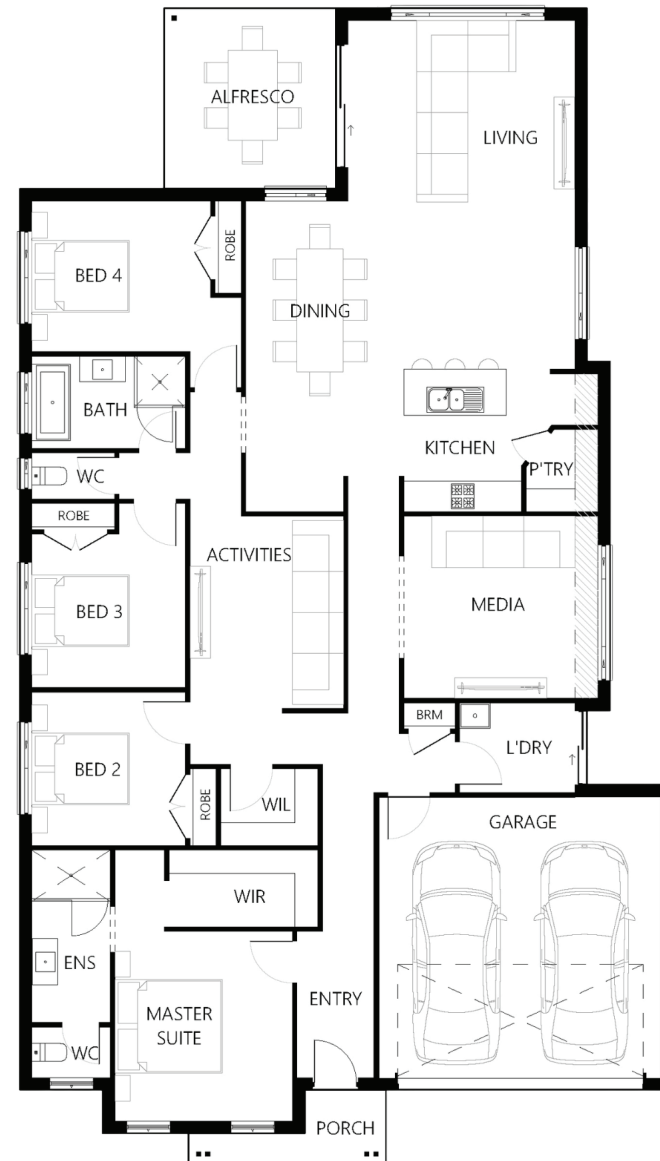 ALFRESCO
LIVING
BED 4
ROBE
DINING
BATH
KITCHEN
P'TRY
WC
ROBE
ACTIVITIES
BED 3
MEDIA
BRM
L'DRY
BED 2
ROBE
WIL
GARAGE
WIR
ENS
MASTER
SUITE
ENTRY
WC
PORCH